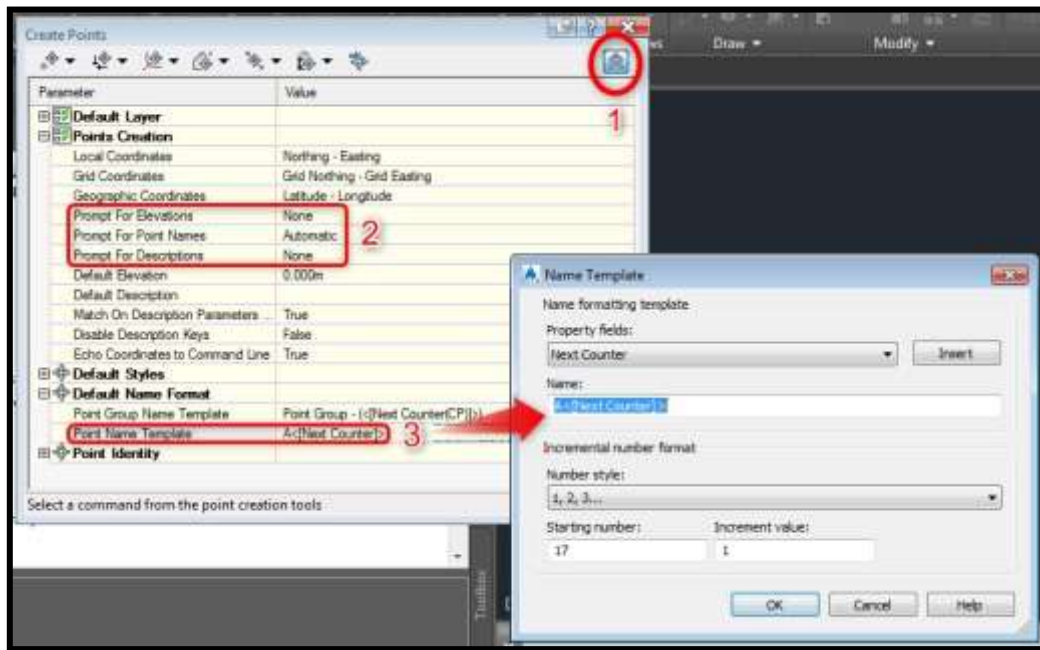 Create Points
Draw
Modify
1
Parameter Value
Default Layer
Points Creation
Local Coordinates Northing - Easting
Grid Coordinates Grid Northing - Grid Easting
Geographic Coordinates Latitude - Longitude
Prompt For Elevations None
Prompt For Point Names Automatic
2
Prompt For Descriptions None
Default Elevation 0.000m
Default Description
Match On Description Parameters ... True
Disable Description Keys False
Echo Coordinates to Command Line True
Default Styles
Default Name Format
Point Group Name Template Point Group - (<[Next Counter(CP)]>)
Point Name Template A<[Next Counter]>
3
Point Identity
Select a command from the point creation tools
Toolbox
Name Template
Name formatting template
Property fields:
Next Counter
Insert
Name:
A<[Next Counter]>
Incremental number format
Number style:
1, 2, 3...
Starting number: Increment value:
17 1
OK Cancel Help